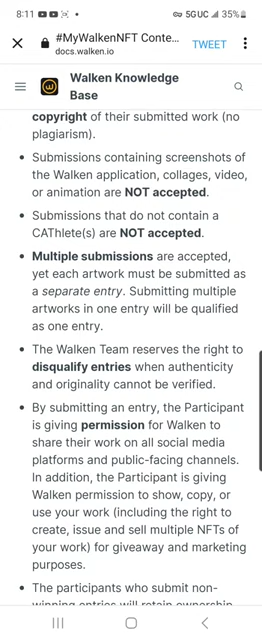 8:11
5GUC 35%
#MyWalkenNFT Conte...
docs.walken.io
TWEET
Walken Knowledge
Base
copyright of their submitted work (no
plagiarism).
• Submissions containing screenshots of
the Walken application, collages, video,
or animation are NOT accepted.
• Submissions that do not contain a
CAThlete(s) are NOT accepted.
• Multiple submissions are accepted,
yet each artwork must be submitted as
a separate entry. Submitting multiple
artworks in one entry will be qualified
as one entry.
• The Walken Team reserves the right to
disqualify entries when authenticity
and originality cannot be verified.
• By submitting an entry, the Participant
is giving permission for Walken to
share their work on all social media
platforms and public-facing channels.
In addition, the Participant is giving
Walken permission to show, copy, or
use your work (including the right to
create, issue and sell multiple NFTs of
your work) for giveaway and marketing
purposes.
• The participants who submit non-
winning entries will retain ownership